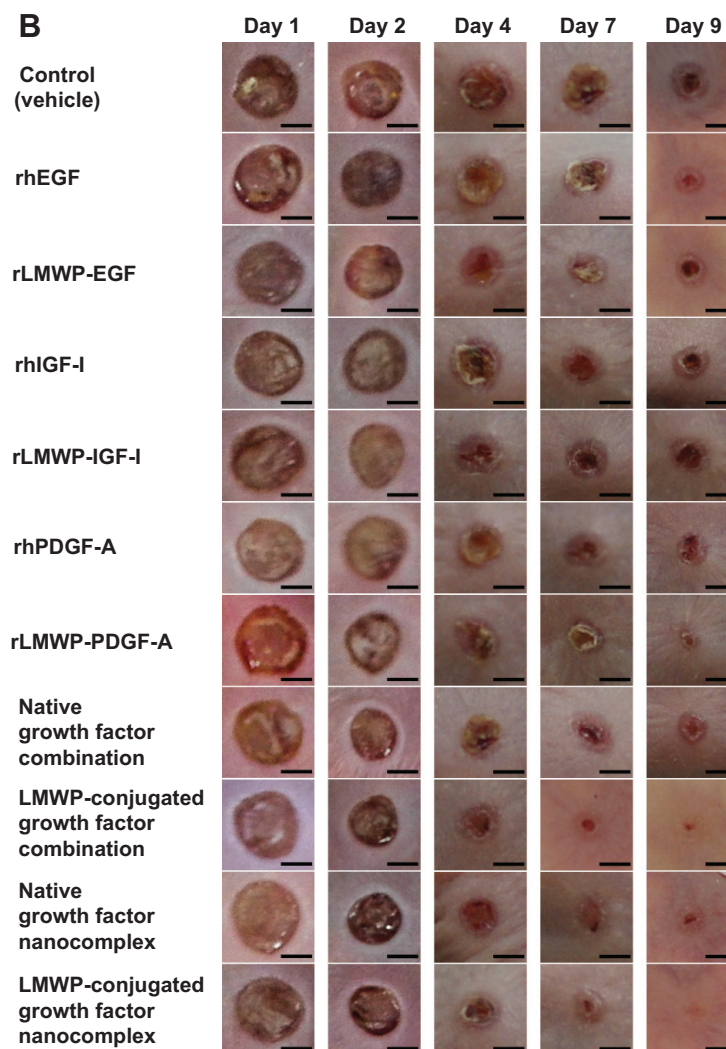 B
Day 1 Day 2 Day 4 Day 7 Day 9
Control
(vehicle)
rhEGF
rLMWP-EGF
rhIGF-I
rLMWP-IGF-I
rhPDGF-A
rLMWP-PDGF-A
Native
growth factor
combination
LMWP-conjugated
growth factor
combination
Native
growth factor
nanocomplex
LMWP-conjugated
growth factor
nanocomplex